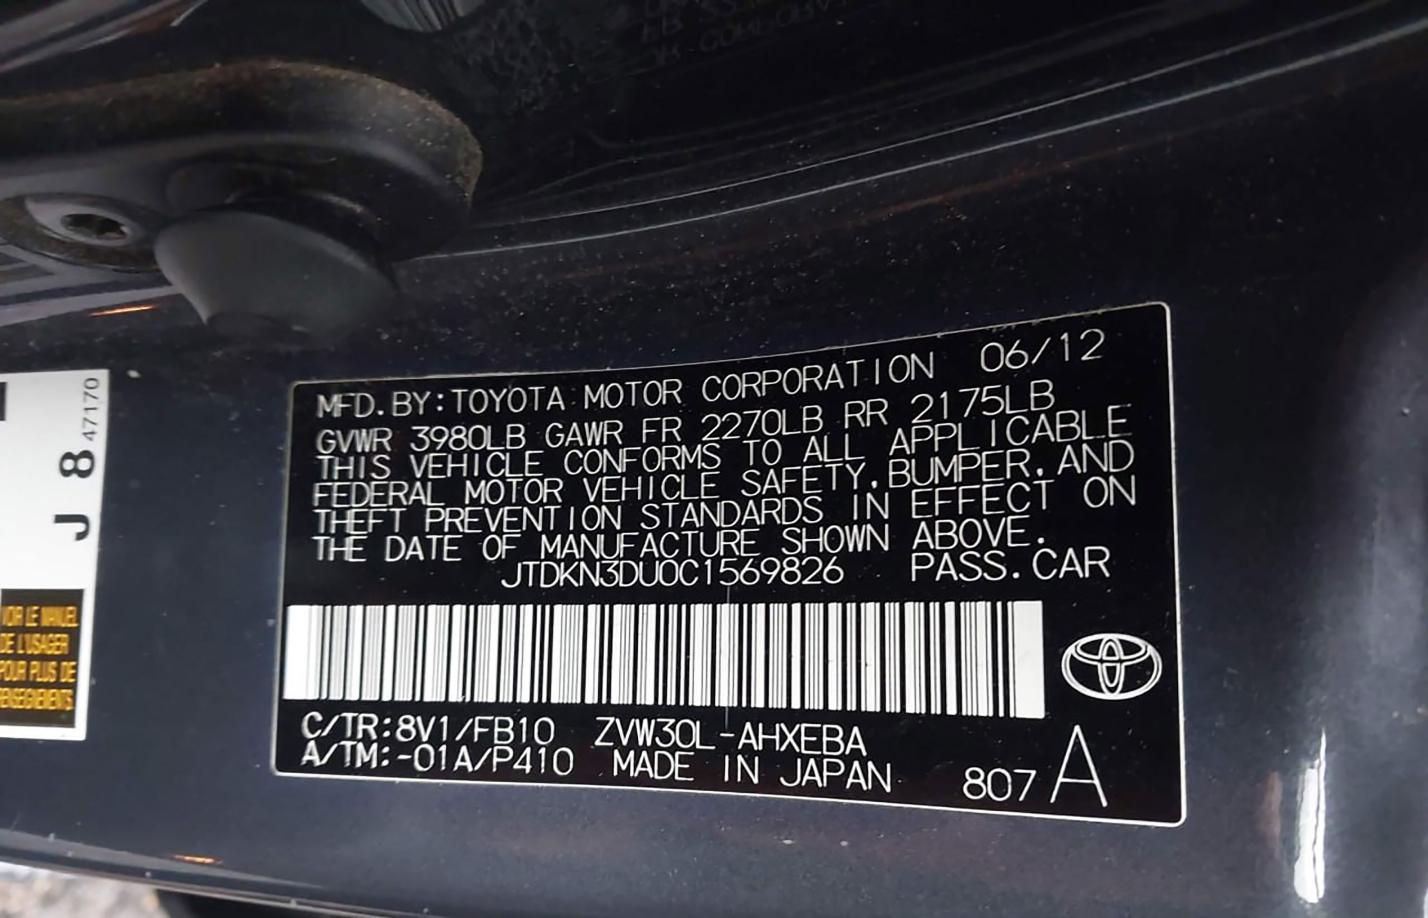 MFD.BY:TOYOTA MOTOR CORPORATION 06/12
GVWR 3980LB GAWR FR 2270LB RR 2175LB
THIS VEHICLE CONFORMS TO ALL APPLICABLE
FEDERAL MOTOR VEHICLE SAFETY,BUMPER,AND
THEFT PREVENTION STANDARDS IN EFFECT ON
THE DATE OF MANUFACTURE SHOWN ABOVE.
JTDKN3DU0C1569826 PASS.CAR
C/TR:8V1/FB10 ZVW30L-AHXEBA
A/TM:-01A/P410 MADE IN JAPAN 807 A
J 8 47170
VOIR LE MANUEL
DE L'USAGER
POUR PLUS DE
RENSEIGNEMENTS